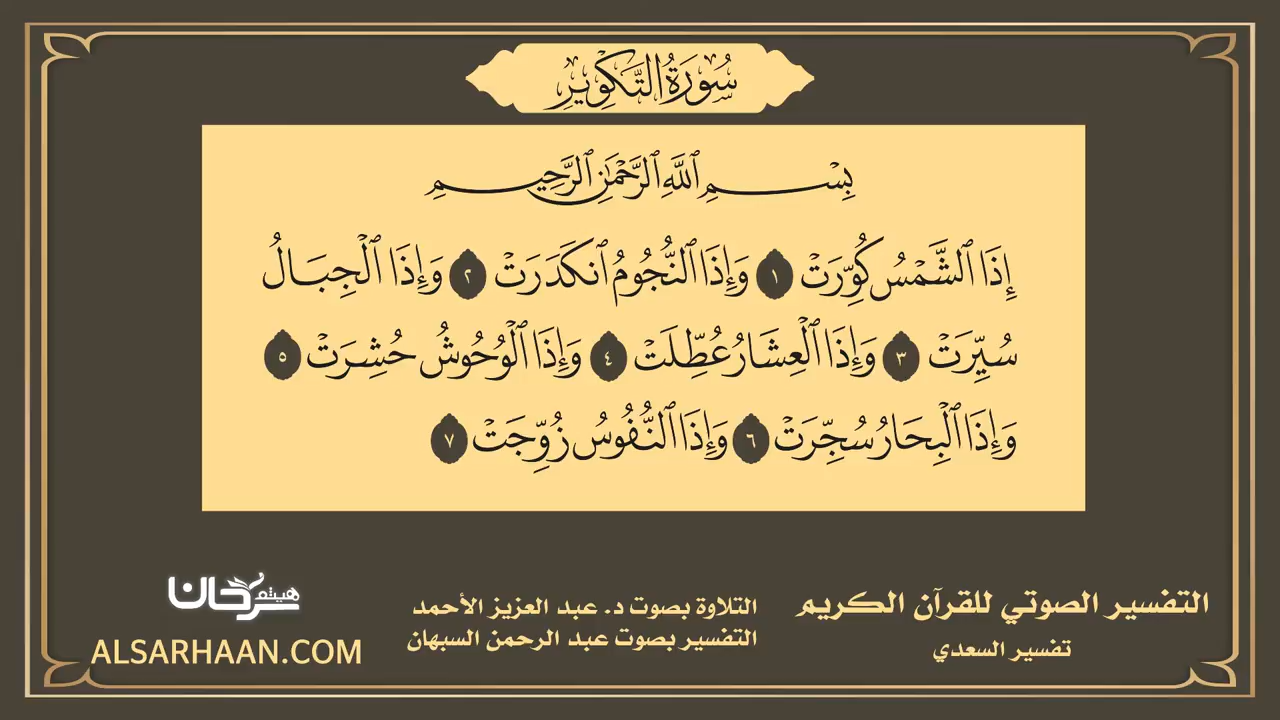 سُورَةُ التَّكْوِيرِ
بِسْمِ ٱللَّهِ ٱلرَّحْمَٰنِ ٱلرَّحِيمِ
إِذَا ٱلشَّمْسُ كُوِّرَتْ ١ وَإِذَا ٱلنُّجُومُ ٱنكَدَرَتْ ٢ وَإِذَا ٱلْجِبَالُ
سُيِّرَتْ ٣ وَإِذَا ٱلْعِشَارُ عُطِّلَتْ ٤ وَإِذَا ٱلْوُحُوشُ حُشِرَتْ ٥
وَإِذَا ٱلْبِحَارُ سُجِّرَتْ ٦ وَإِذَا ٱلنُّفُوسُ زُوِّجَتْ ٧
التفسير الصوتي للقرآن الكريم
تفسير السعدي
التلاوة بصوت د. عبد العزيز الأحمد
التفسير بصوت عبد الرحمن السبهان
هيثم سرحان
ALSARHAAN.COM